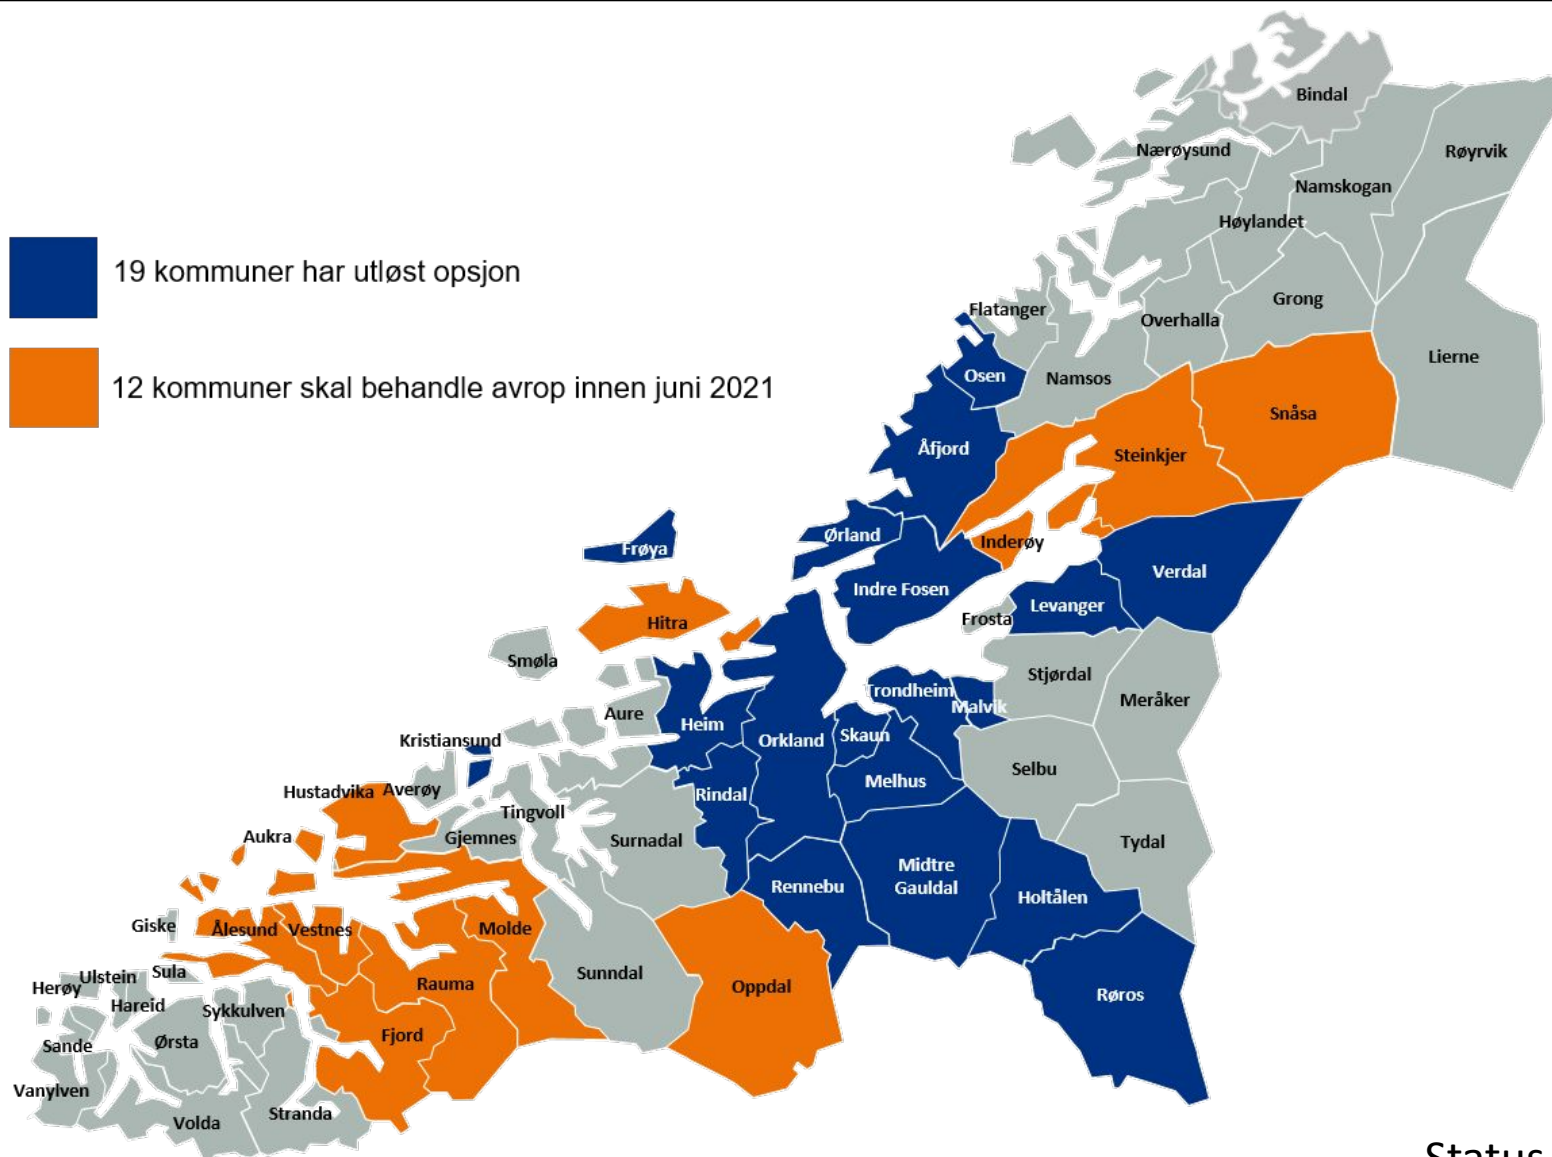 Bindal
Røyrvik
Nærøysund
Namskogan
Høylandet
19 kommuner har utløst opsjon
Grong
Flatanger
Overhalla
Lierne
Osen
Namsos
12 kommuner skal behandle avrop innen juni 2021
Snåsa
Åfjord
Steinkjer
Ørland
Inderøy
Frøya
Verdal
Indre Fosen
Levanger
Frosta
Hitra
Smøla
Stjørdal
Trondheim
Meråker
Malvik
Aure
Heim
Skaun
Orkland
Kristiansund
Selbu
Melhus
Hustadvika
Averøy
Rindal
Tingvoll
Aukra
Gjemnes
Surnadal
Tydal
Midtre
Gauldal
Rennebu
Holtålen
Giske
Ålesund
Vestnes
Molde
Sula
Ulstein
Sunndal
Herøy
Rauma
Oppdal
Røros
Hareid
Sykkulven
Fjord
Ørsta
Sande
Vanylven
Stranda
Volda
Status